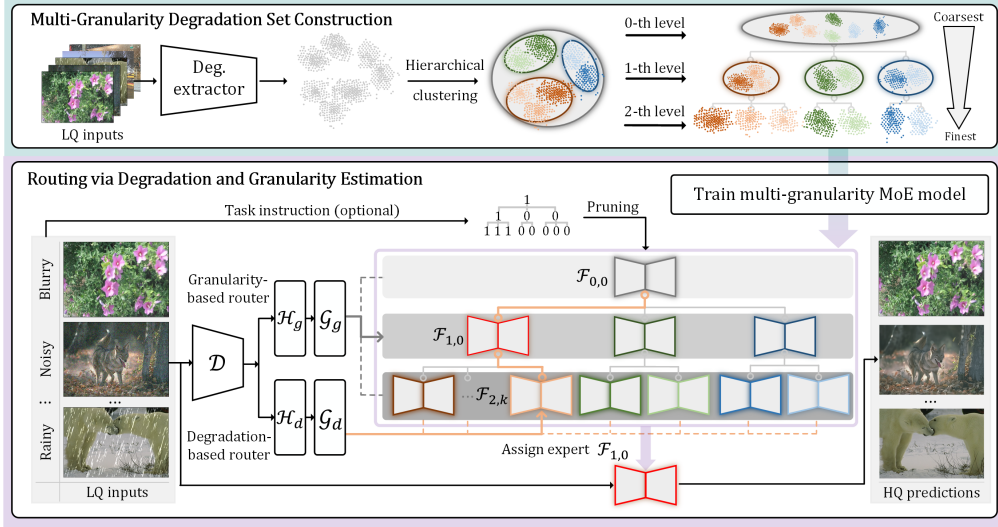 Multi-Granularity Degradation Set Construction
LQ inputs
Deg.
extractor
Hierarchical
clustering
0-th level
1-th level
2-th level
Coarsest
Finest
Routing via Degradation and Granularity Estimation
Train multi-granularity MoE model
Task instruction (optional)
1
1 0 0
1 1 1 0 0 0 0 0
Pruning
Blurry
Noisy
...
Rainy
...
LQ inputs
𝒟
Granularity-
based router
ℋg
𝒢g
ℋd
𝒢d
Degradation-
based router
ℱ0,0
ℱ1,0
... ℱ2,k
Assign expert ℱ1,0
...
HQ predictions